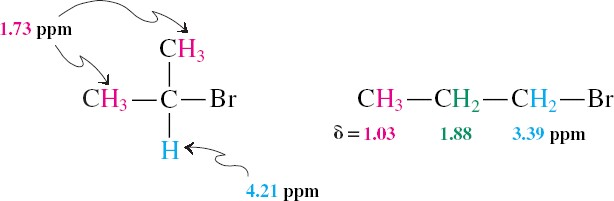 1.73 ppm
CH3
CH3—C—Br
H
4.21 ppm
CH3—CH2—CH2—Br
δ = 1.03 1.88 3.39 ppm